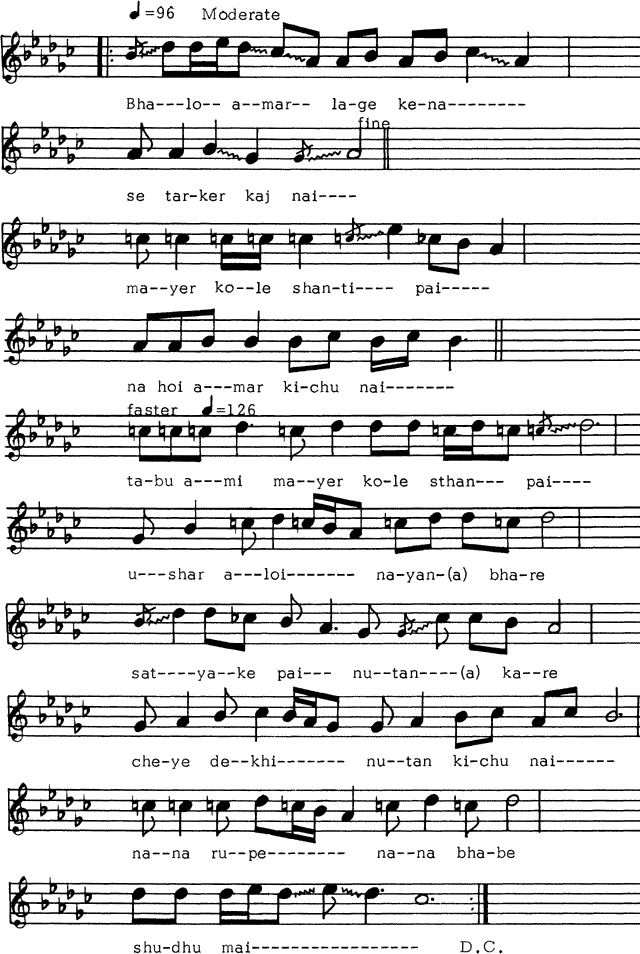 ♩=96 Moderate
Bha---lo-- a-mar-- la-ge ke-na--------
fine
se tar-ker kaj nai----
ma-yer ko--le shan-ti---- pai-----
na hoi a---mar ki-chu nai-------
faster ♩=126
ta-bu a---mi ma--yer ko-le sthan--- pai----
u---shar a-loi------- na-yan-(a) bha-re
sat----ya--ke pai--- nu-tan----(a) ka--re
che-ye de--khi------ nu-tan ki-chu nai------
na--na ru--pe-------- na--na bha-be
shu-dhu mai----------------- D.C.